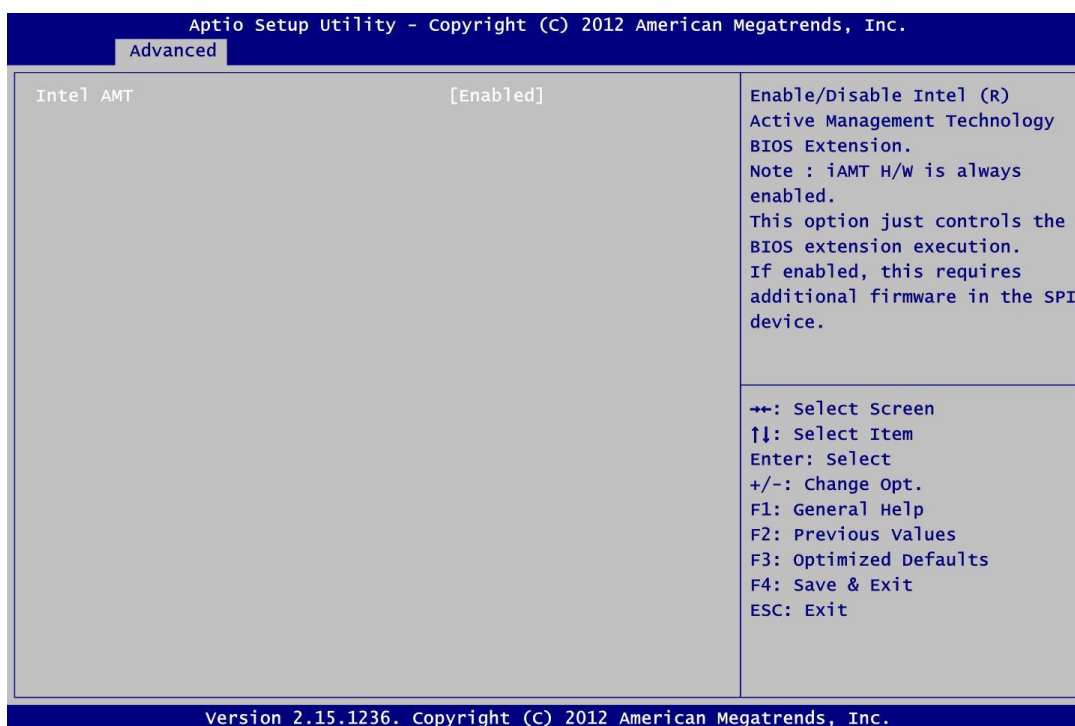 Aptio Setup Utility - Copyright (C) 2012 American Megatrends, Inc.
Advanced
Intel AMT [Enabled]
Enable/Disable Intel (R)
Active Management Technology
BIOS Extension.
Note : iAMT H/W is always
enabled.
This option just controls the
BIOS extension execution.
If enabled, this requires
additional firmware in the SPI
device.
→←: Select Screen
↑↓: Select Item
Enter: Select
+/-: Change Opt.
F1: General Help
F2: Previous Values
F3: Optimized Defaults
F4: Save & Exit
ESC: Exit
Version 2.15.1236. Copyright (C) 2012 American Megatrends, Inc.